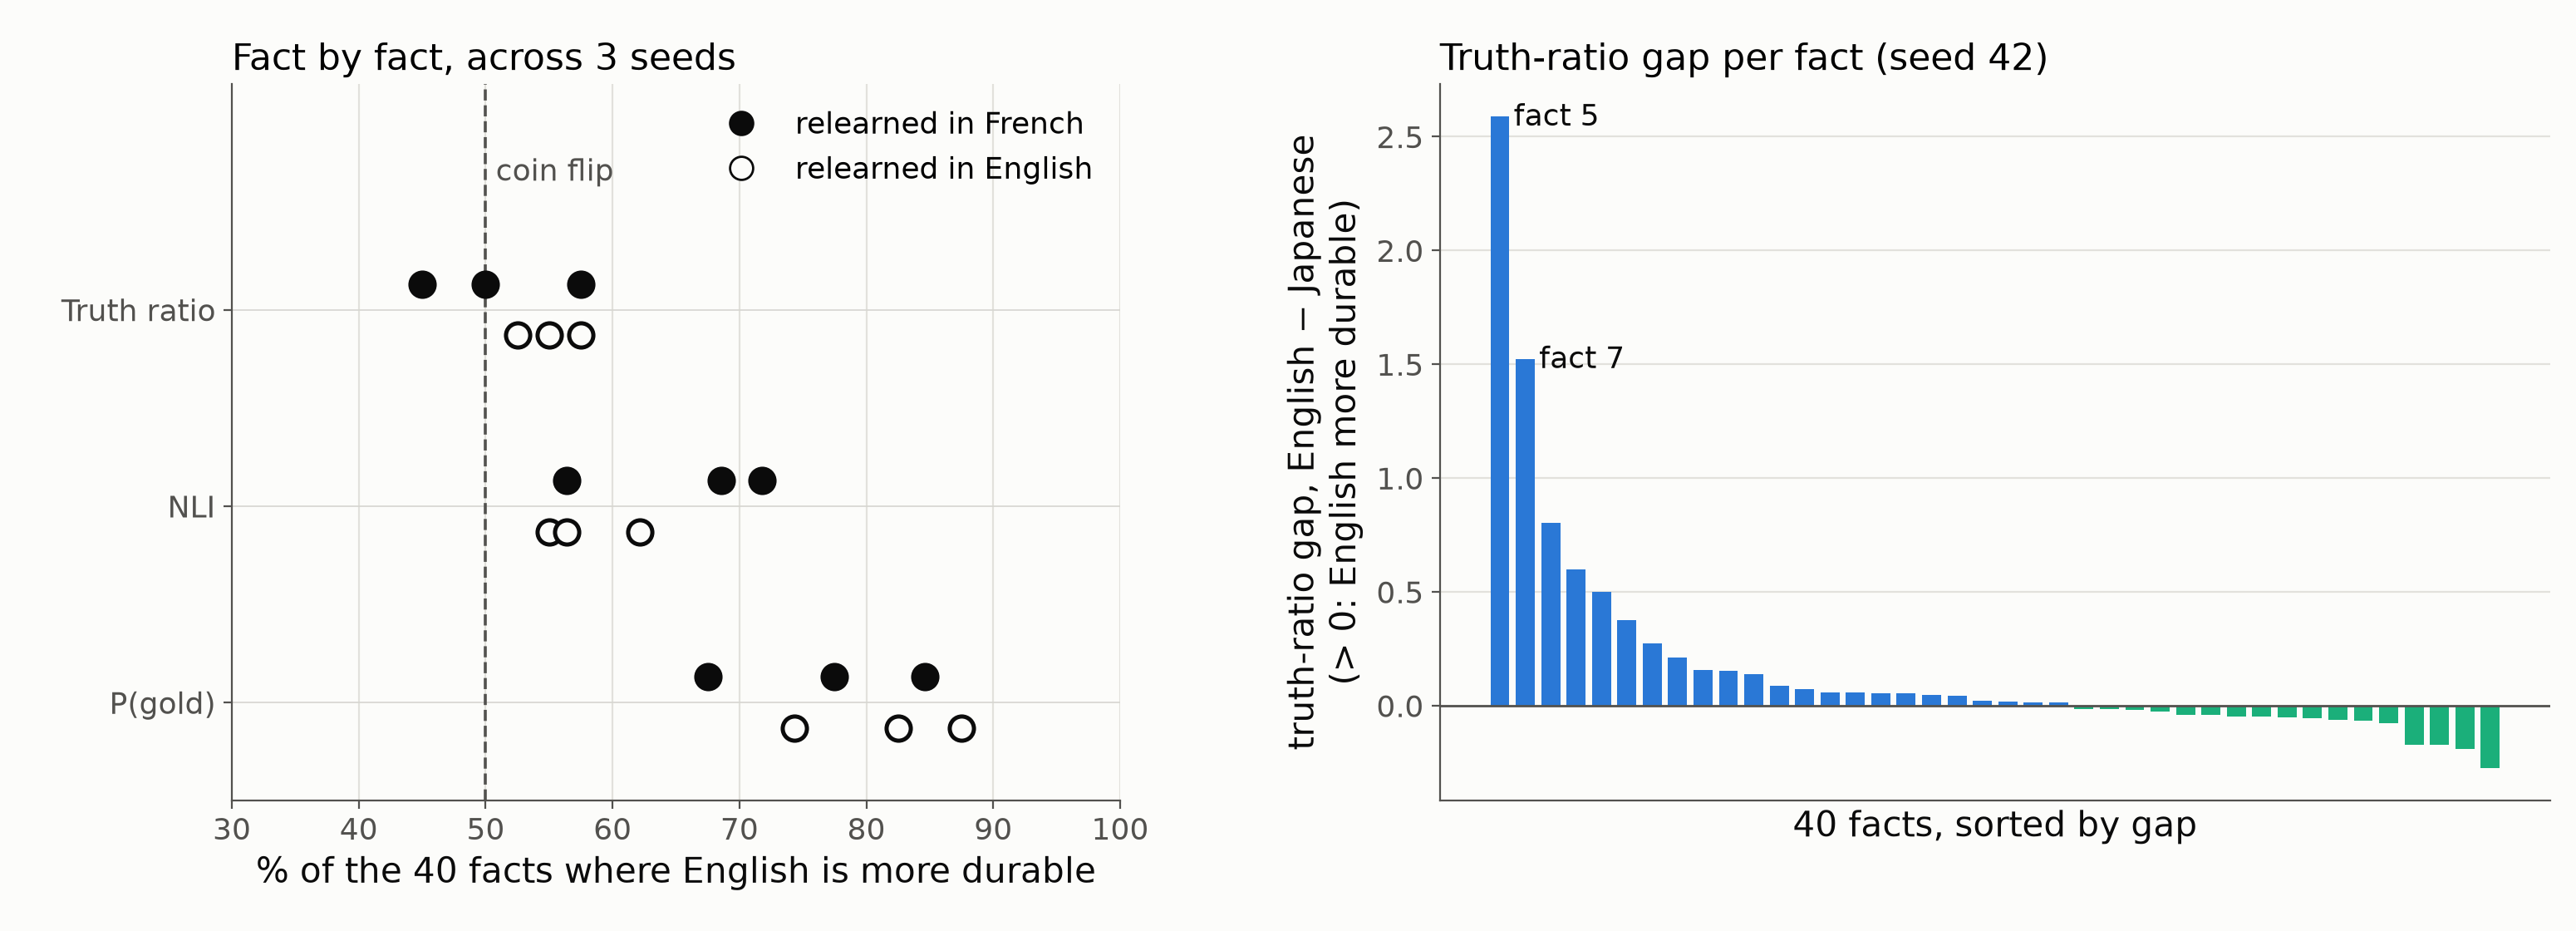 Fact by fact, across 3 seeds
relearned in French
relearned in English
coin flip
Truth ratio
NLI
P(gold)
30 40 50 60 70 80 90 100
% of the 40 facts where English is more durable
Truth-ratio gap per fact (seed 42)
truth-ratio gap, English − Japanese
(> 0: English more durable)
2.5
2.0
1.5
1.0
0.5
0.0
fact 5
fact 7
40 facts, sorted by gap